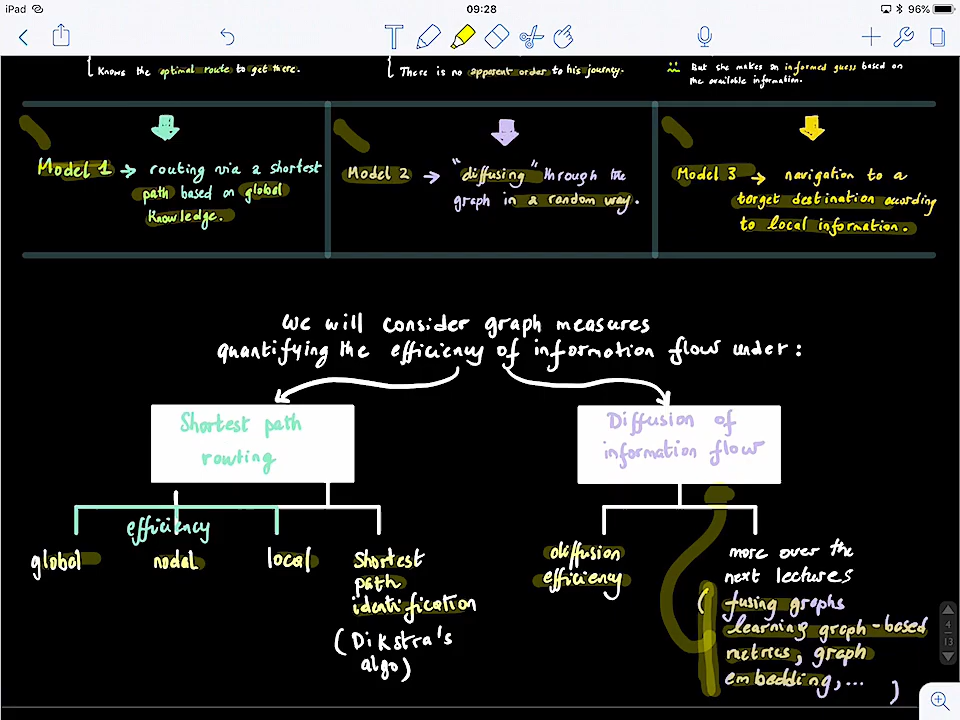 iPad
09:28
96%
Knows the optimal route to get there.
There is no apparent order to his journey.
But she makes an informed guess based on
the available information.
Model 1 → routing via a shortest
path based on global
knowledge.
Model 2 → "diffusing" through the
graph in a random way.
Model 3 → navigation to a
target destination according
to local information.
We will consider graph measures
quantifying the efficiency of information flow under:
Shortest path
routing
efficiency
global
nodal
local
Shortest
path
identification
(Dikstra's
algo)
Diffusion of
information flow
diffusion
efficiency
more over the
next lectures
( fusing graphs
learning graph-based
metrics, graph
embedding, ... )
4
13